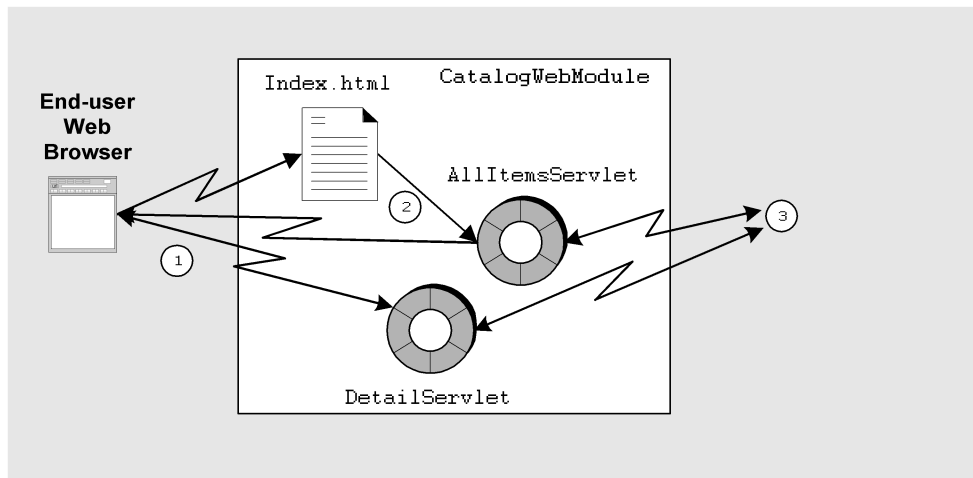 Index.html
CatalogWebModule
End-user
Web
Browser
AllItemsServlet
2
3
1
DetailServlet